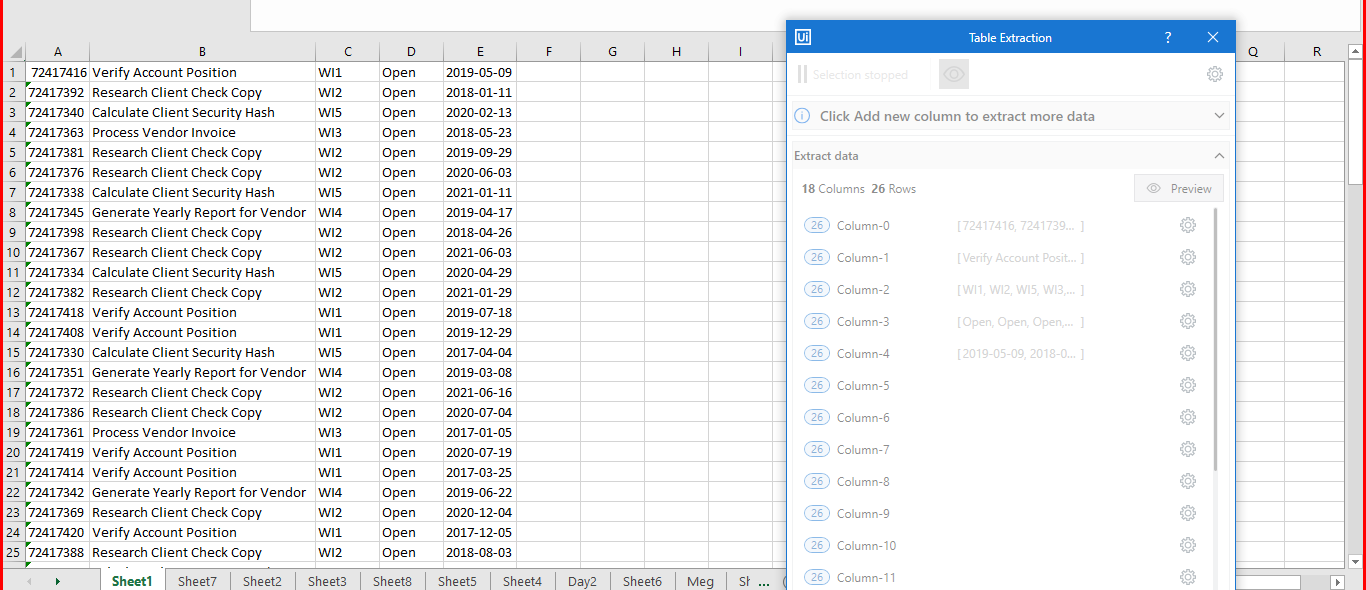 A B C D E F G H I Q R
1 72417416 Verify Account Position WI1 Open 2019-05-09
2 72417392 Research Client Check Copy WI2 Open 2018-01-11
3 72417340 Calculate Client Security Hash WI5 Open 2020-02-13
4 72417363 Process Vendor Invoice WI3 Open 2018-05-23
5 72417381 Research Client Check Copy WI2 Open 2019-09-29
6 72417376 Research Client Check Copy WI2 Open 2020-06-03
7 72417338 Calculate Client Security Hash WI5 Open 2021-01-11
8 72417345 Generate Yearly Report for Vendor WI4 Open 2019-04-17
9 72417398 Research Client Check Copy WI2 Open 2018-04-26
10 72417367 Research Client Check Copy WI2 Open 2021-06-03
11 72417334 Calculate Client Security Hash WI5 Open 2020-04-29
12 72417382 Research Client Check Copy WI2 Open 2021-01-29
13 72417418 Verify Account Position WI1 Open 2019-07-18
14 72417408 Verify Account Position WI1 Open 2019-12-29
15 72417330 Calculate Client Security Hash WI5 Open 2017-04-04
16 72417351 Generate Yearly Report for Vendor WI4 Open 2019-03-08
17 72417372 Research Client Check Copy WI2 Open 2021-06-16
18 72417386 Research Client Check Copy WI2 Open 2020-07-04
19 72417361 Process Vendor Invoice WI3 Open 2017-01-05
20 72417419 Verify Account Position WI1 Open 2020-07-19
21 72417414 Verify Account Position WI1 Open 2017-03-25
22 72417342 Generate Yearly Report for Vendor WI4 Open 2019-06-22
23 72417369 Research Client Check Copy WI2 Open 2020-12-04
24 72417420 Verify Account Position WI1 Open 2017-12-05
25 72417388 Research Client Check Copy WI2 Open 2018-08-03
Sheet1 Sheet7 Sheet2 Sheet3 Sheet8 Sheet5 Sheet4 Day2 Sheet6 Meg Sh ...
Ui Table Extraction ?
Selection stopped
Click Add new column to extract more data
Extract data
18 Columns 26 Rows Preview
26 Column-0 [72417416, 7241739... ]
26 Column-1 [Verify Account Posit... ]
26 Column-2 [WI1, WI2, WI5, WI3,... ]
26 Column-3 [Open, Open, Open,... ]
26 Column-4 [2019-05-09, 2018-0... ]
26 Column-5
26 Column-6
26 Column-7
26 Column-8
26 Column-9
26 Column-10
26 Column-11